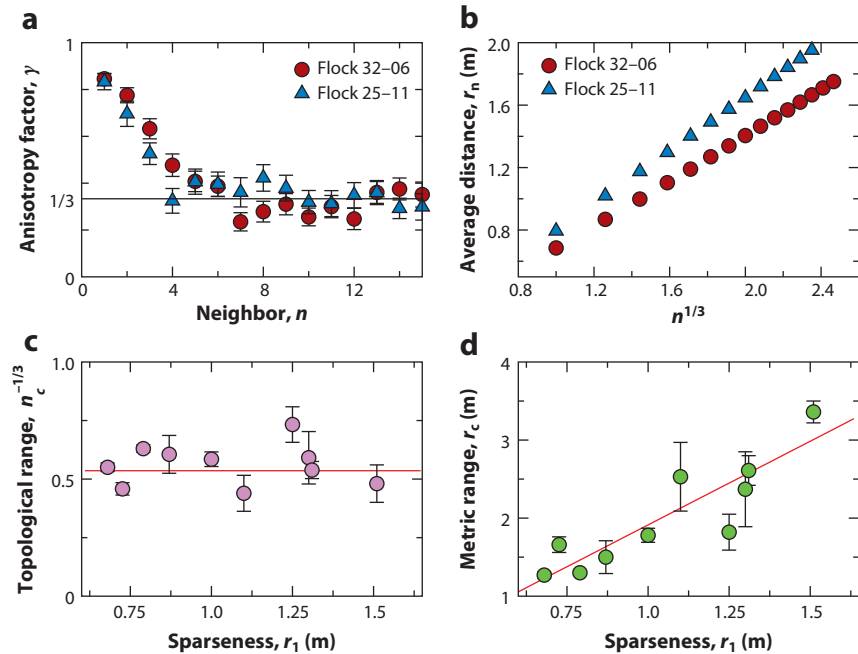 a
1
1/3
0
Anisotropy factor, γ
Flock 32–06
Flock 25–11
0
4
8
12
Neighbor, n
b
2.0
1.6
1.2
0.8
Average distance, rn (m)
Flock 32–06
Flock 25–11
0.8
1.2
1.6
2.0
2.4
n1/3
c
1.0
0.5
0
Topological range, nc–1/3
0.75
1.0
1.25
1.5
Sparseness, r1 (m)
d
4
3
2
1
Metric range, rc (m)
0.75
1.0
1.25
1.5
Sparseness, r1 (m)